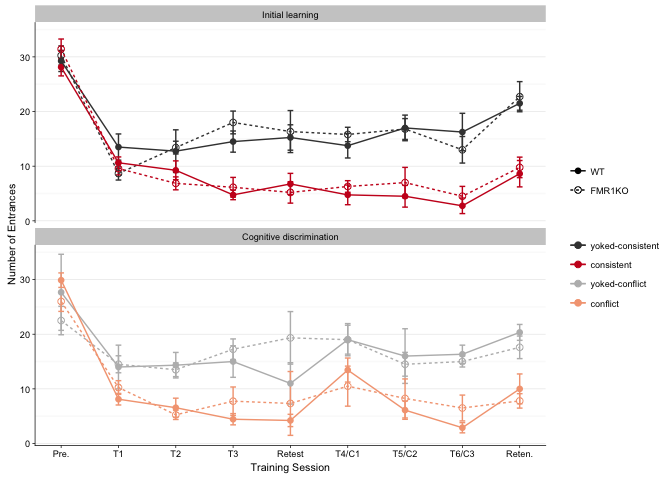 Initial learning
30
20
10
0
Cognitive discrimination
30
20
10
0
Number of Entrances
Pre.
T1
T2
T3
Retest
T4/C1
T5/C2
T6/C3
Reten.
Training Session
WT
FMR1KO
yoked-consistent
consistent
yoked-conflict
conflict